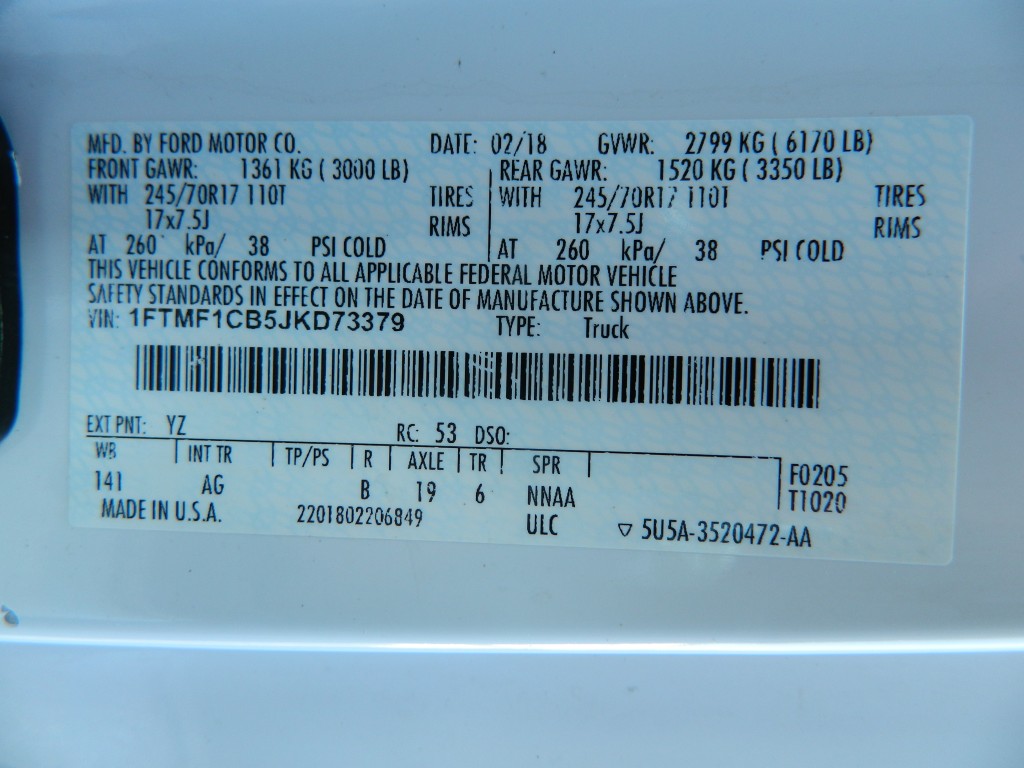 MFD. BY FORD MOTOR CO. DATE: 02/18 GVWR: 2799 KG ( 6170 LB)
FRONT GAWR: 1361 KG ( 3000 LB) REAR GAWR: 1520 KG ( 3350 LB)
WITH 245/70R17 110T TIRES WITH 245/70R17 110T TIRES
17x7.5J RIMS 17x7.5J RIMS
AT 260 kPa/ 38 PSI COLD AT 260 kPa/ 38 PSI COLD
THIS VEHICLE CONFORMS TO ALL APPLICABLE FEDERAL MOTOR VEHICLE
SAFETY STANDARDS IN EFFECT ON THE DATE OF MANUFACTURE SHOWN ABOVE.
VIN: 1FTMF1CB5JKD73379 TYPE: Truck
EXT PNT: YZ RC: 53 DSO:
WB INT TR TP/PS R AXLE TR SPR F0205
141 AG B 19 6 NNAA T1020
MADE IN U.S.A. 2201802206849 ULC ▽ 5U5A-3520472-AA